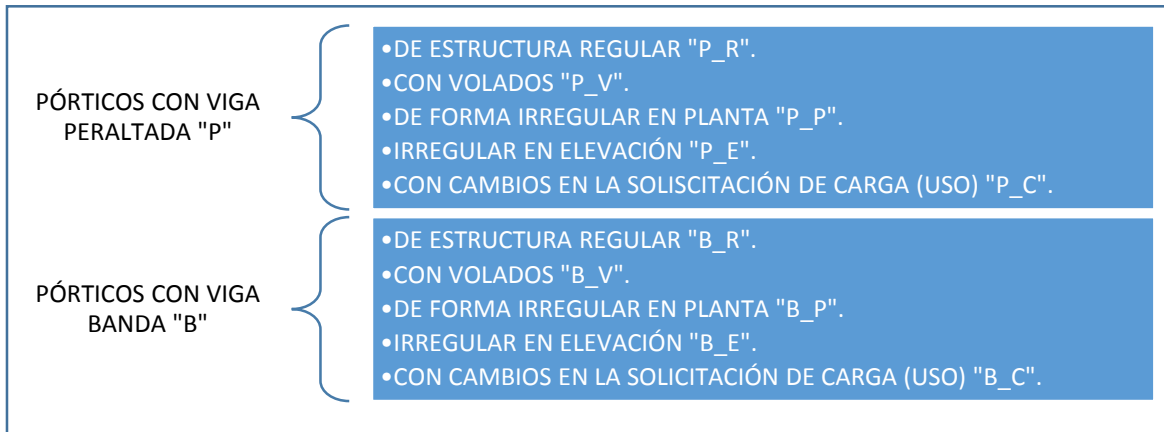 PÓRTICOS CON VIGA
PERALTADA "P"
•DE ESTRUCTURA REGULAR "P_R".
•CON VOLADOS "P_V".
•DE FORMA IRREGULAR EN PLANTA "P_P".
•IRREGULAR EN ELEVACIÓN "P_E".
•CON CAMBIOS EN LA SOLISCITACIÓN DE CARGA (USO) "P_C".
PÓRTICOS CON VIGA
BANDA "B"
•DE ESTRUCTURA REGULAR "B_R".
•CON VOLADOS "B_V".
•DE FORMA IRREGULAR EN PLANTA "B_P".
•IRREGULAR EN ELEVACIÓN "B_E".
•CON CAMBIOS EN LA SOLICITACIÓN DE CARGA (USO) "B_C".